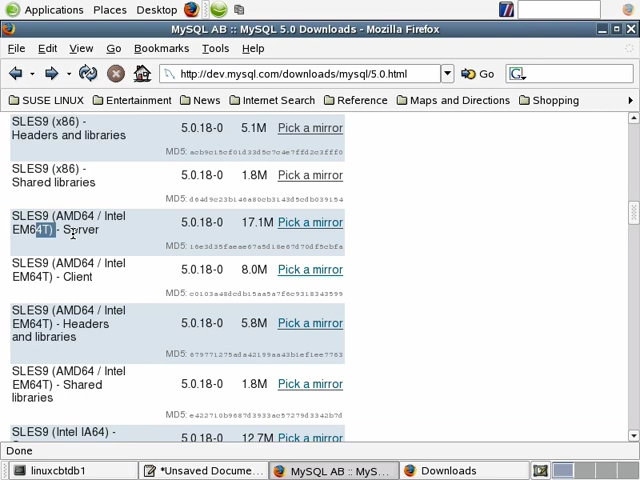 Applications Places Desktop
MySQL AB :: MySQL 5.0 Downloads - Mozilla Firefox
File Edit View Go Bookmarks Tools Help
http://dev.mysql.com/downloads/mysql/5.0.html Go G
SUSE LINUX Entertainment News Internet Search Reference Maps and Directions Shopping
SLES9 (x86) -
Headers and libraries 5.0.18-0 5.1M Pick a mirror
SLES9 (x86) -
Shared libraries 5.0.18-0 1.8M Pick a mirror
MD5: d64d9c23b146a80cb3143d5cdb039154
SLES9 (AMD64 / Intel
EM64T) - Server 5.0.18-0 17.1M Pick a mirror
MD5: 16e3d35faeae67a5d18e67d70df5cbfa
SLES9 (AMD64 / Intel
EM64T) - Client 5.0.18-0 8.0M Pick a mirror
MD5: c0103a48dcdb15aa5a7f6c9318343599
SLES9 (AMD64 / Intel
EM64T) - Headers
and libraries 5.0.18-0 5.8M Pick a mirror
MD5: 679771275ada42199aa43b1ef1ee7763
SLES9 (AMD64 / Intel
EM64T) - Shared
libraries 5.0.18-0 1.8M Pick a mirror
MD5: e422710b9687d3933ac57279d3342b7d
SLES9 (Intel IA64) -
5.0.18-0 12.7M Pick a mirror
Done
linuxcbtdb1 *Unsaved Docume... MySQL AB :: MyS... Downloads